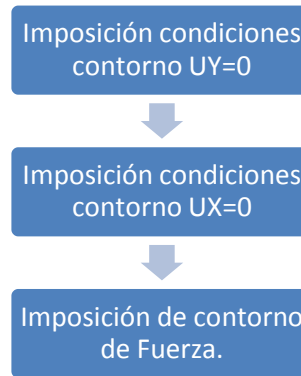 Imposición condiciones
contorno UY=0
Imposición condiciones
contorno UX=0
Imposición de contorno
de Fuerza.